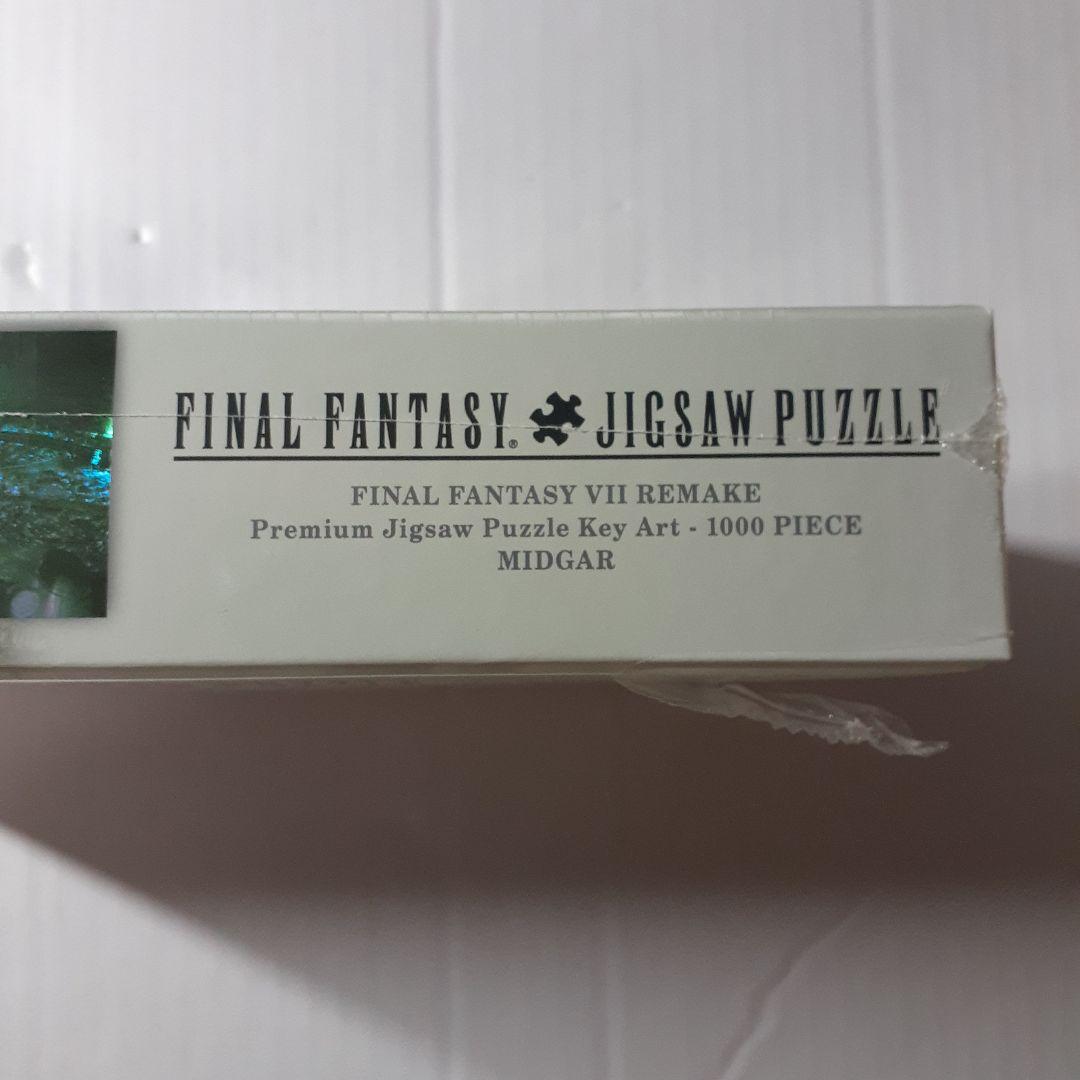 FINAL FANTASY® JIGSAW PUZZLE
FINAL FANTASY VII REMAKE
Premium Jigsaw Puzzle Key Art - 1000 PIECE
MIDGAR